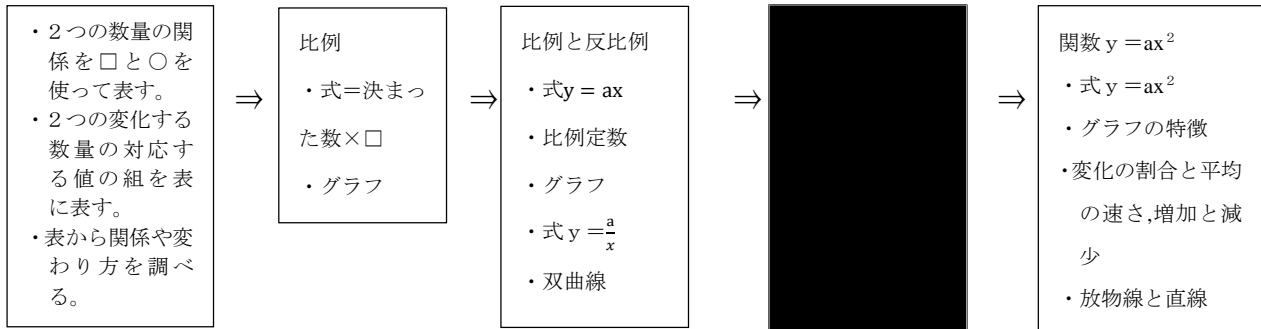 ・２つの数量の関
係を□と○を
使って表す。
・２つの変化する
数量の対応す
る値の組を表
に表す。
・表から関係や変
わり方を調べ
る。
⇒
比例
・式＝決まっ
た数×□
・グラフ
⇒
比例と反比例
・式y = ax
・比例定数
・グラフ
・式 y ＝a/x
・双曲線
⇒
⇒
関数 y ＝ax²
・式 y ＝ax²
・グラフの特徴
・変化の割合と平均
の速さ,増加と減
少
・放物線と直線